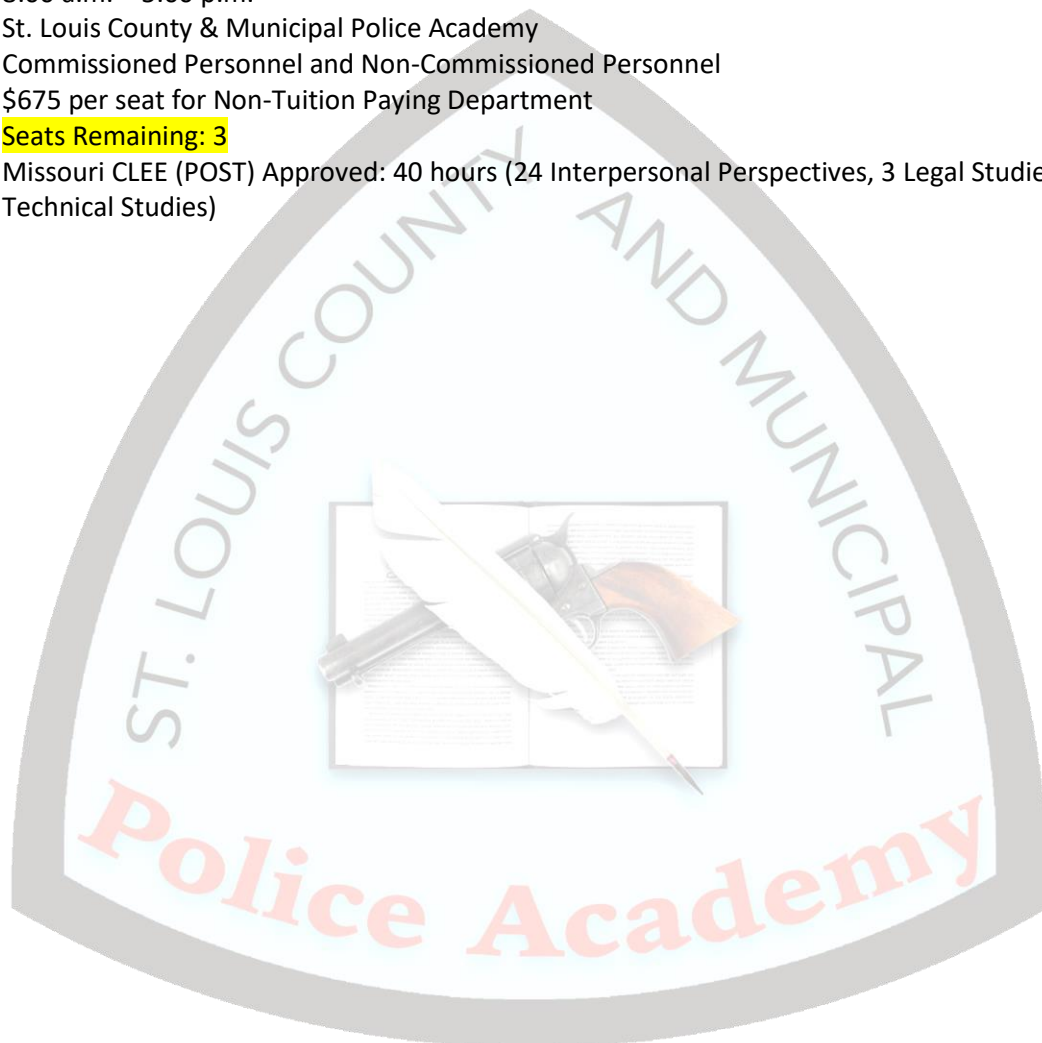 St. Louis County & Municipal Police Academy
Commissioned Personnel and Non-Commissioned Personnel
$675 per seat for Non-Tuition Paying Department
Seats Remaining: 3
Missouri CLEE (POST) Approved: 40 hours (24 Interpersonal Perspectives, 3 Legal Studie
Technical Studies)
ST. LOUIS COUNTY AND MUNICIPAL
Police Academy